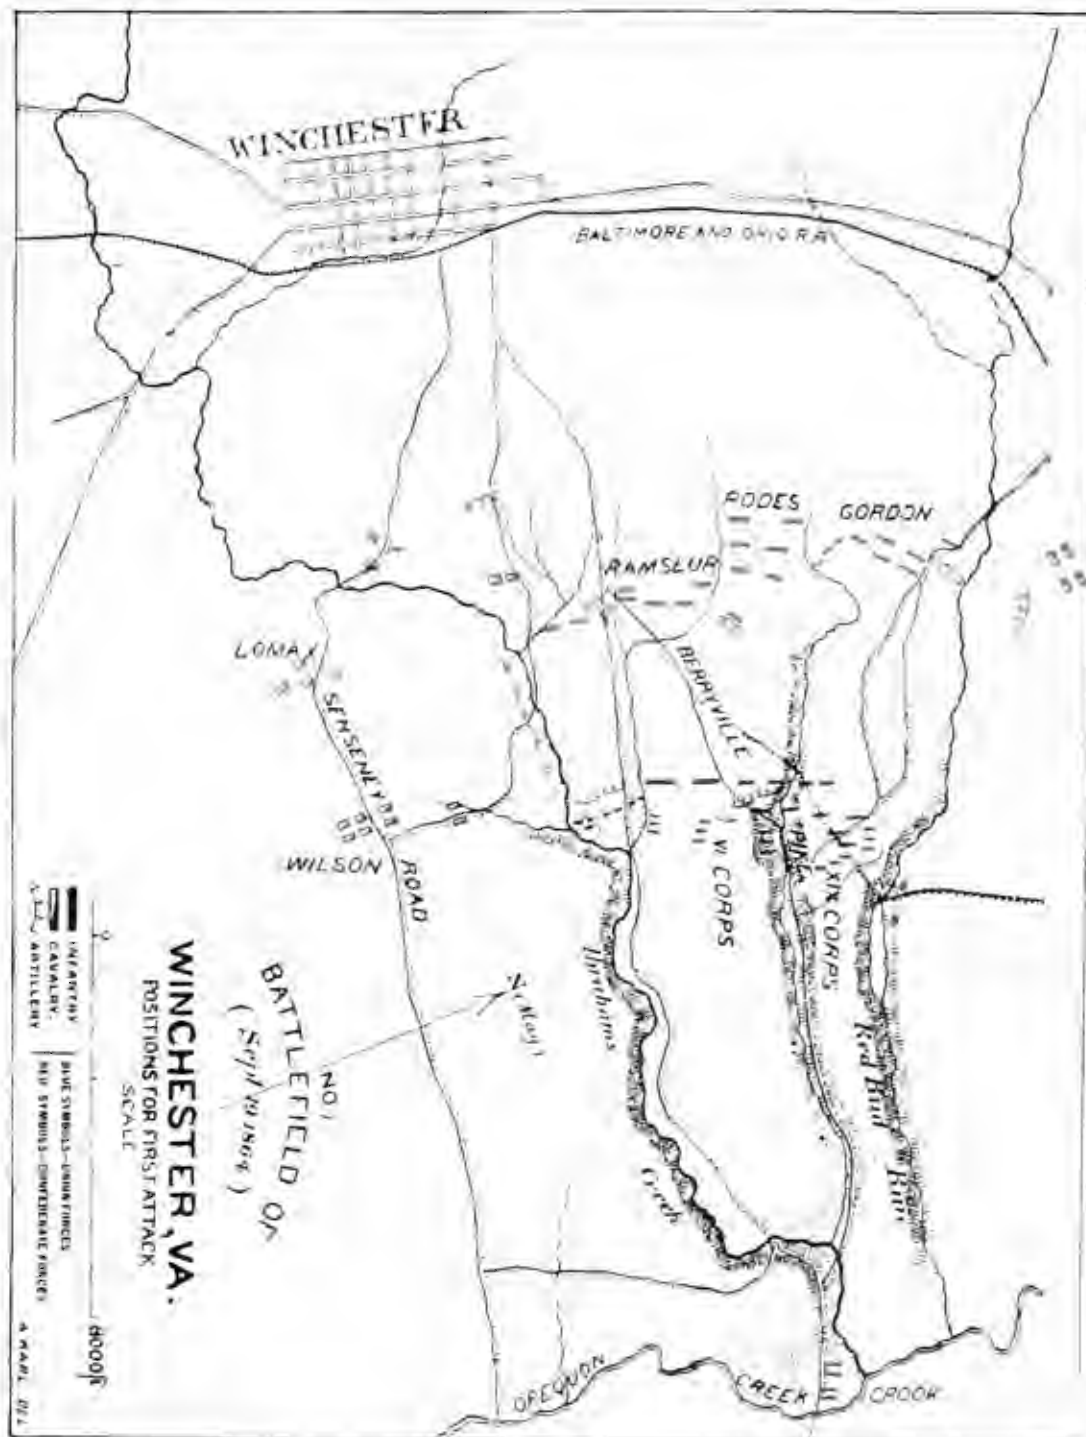 WINCHESTER
BALTIMORE AND OHIO R.R.
RODES
GORDON
RAMSEUR
LOMAX
BERRYVILLE
SENSENEY
ROAD
WILSON
PIKE
VI CORPS
XIX CORPS
Red Bud
Run
Creek
N (Mag)
NO. 1
BATTLEFIELD OF
(Sept 19 1864)
WINCHESTER, VA.
POSITIONS FOR FIRST ATTACK
SCALE
0
8000 ft
INFANTRY
CAVALRY.
ARTILLERY
BLUE SYMBOLS-UNION FORCES
RED SYMBOLS-CONFEDERATE FORCES
OPEQUON
CREEK
CROOK